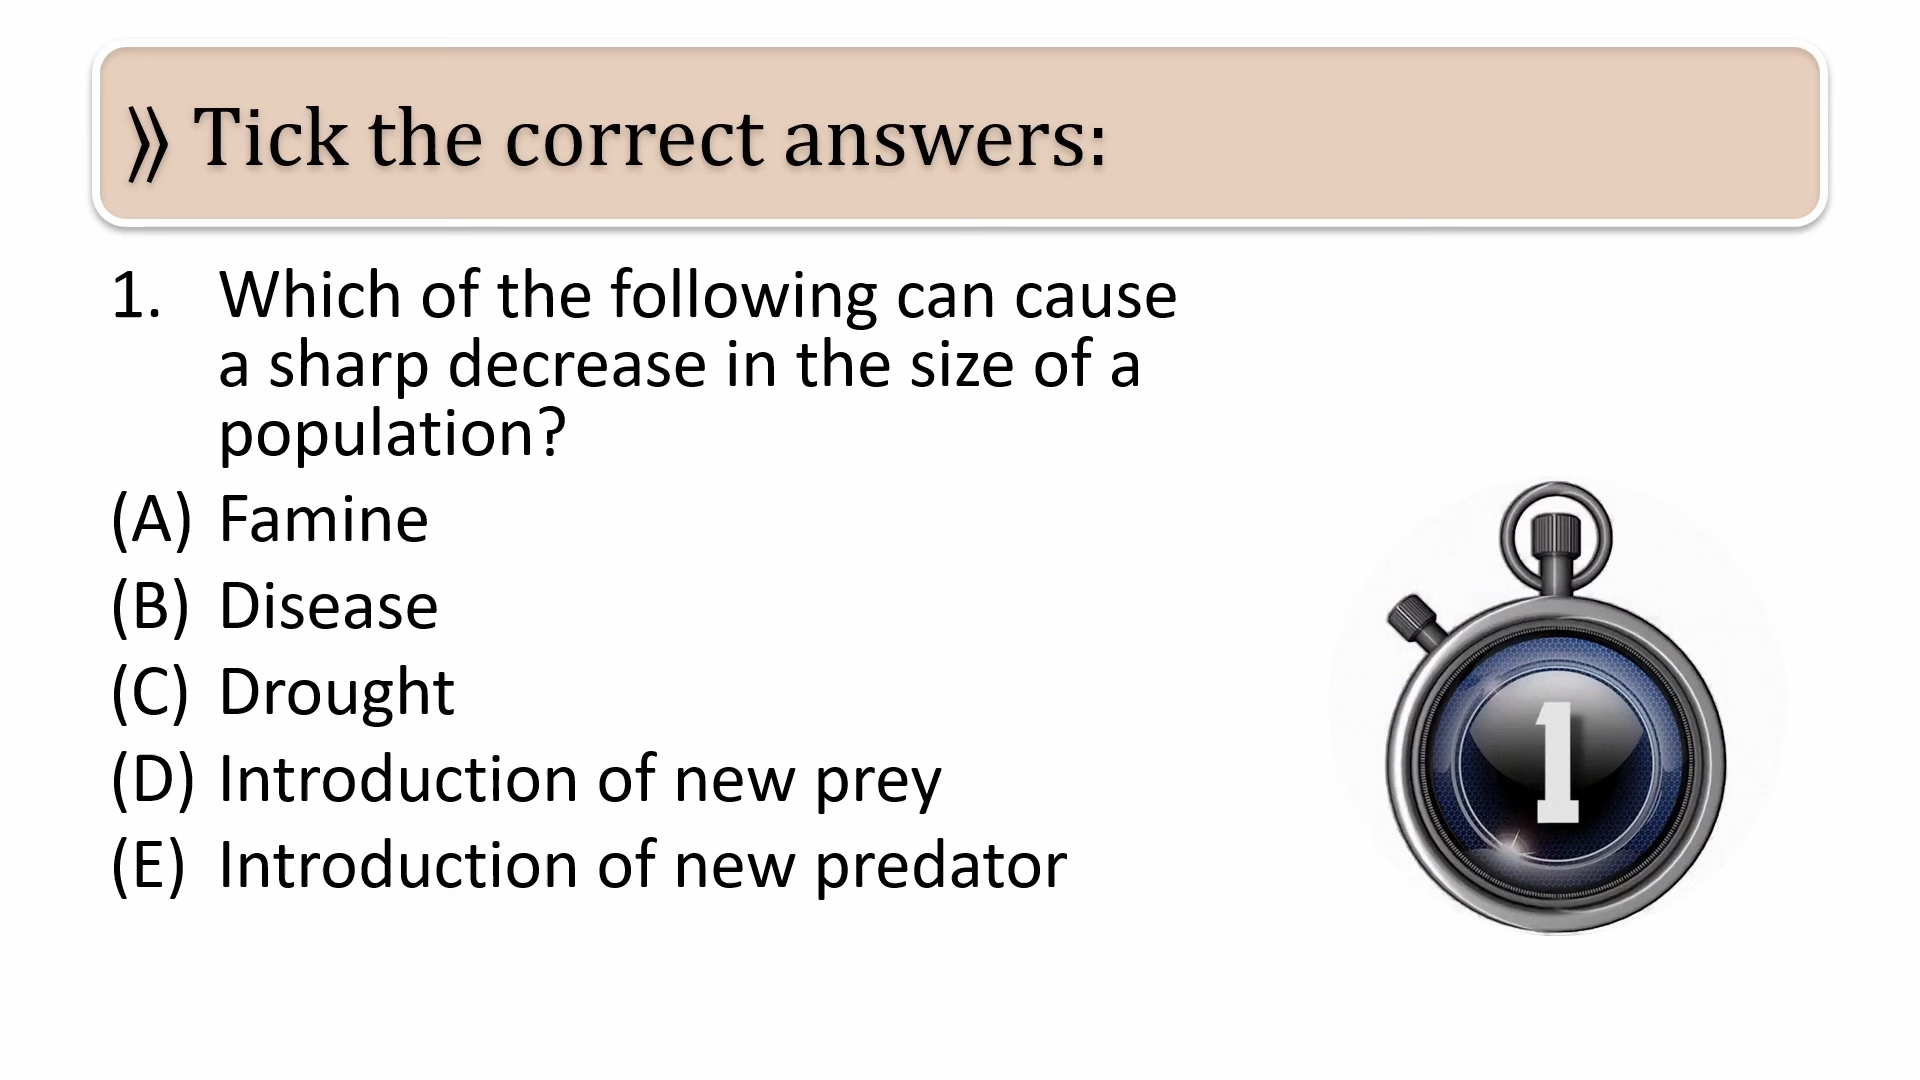 ⟫ Tick the correct answers:
1. Which of the following can cause
a sharp decrease in the size of a
population?
(A) Famine
(B) Disease
(C) Drought
(D) Introduction of new prey
(E) Introduction of new predator
1